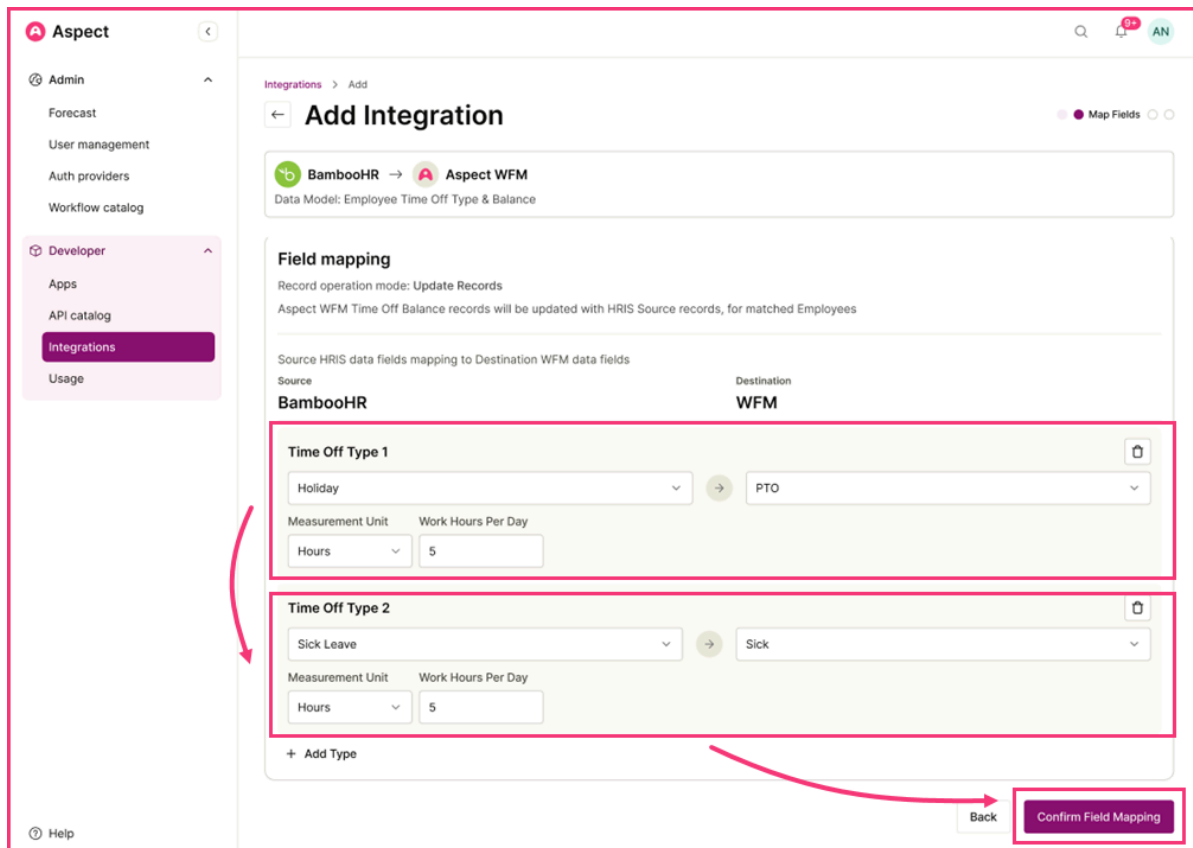 Aspect
9+
AN
Admin
Forecast
User management
Auth providers
Workflow catalog
Developer
Apps
API catalog
Integrations
Usage
Help
Integrations > Add
Add Integration
Map Fields
BambooHR → Aspect WFM
Data Model: Employee Time Off Type & Balance
Field mapping
Record operation mode: Update Records
Aspect WFM Time Off Balance records will be updated with HRIS Source records, for matched Employees
Source HRIS data fields mapping to Destination WFM data fields
Source Destination
BambooHR WFM
Time Off Type 1
Holiday → PTO
Measurement Unit Work Hours Per Day
Hours 5
Time Off Type 2
Sick Leave → Sick
Measurement Unit Work Hours Per Day
Hours 5
+ Add Type
Back Confirm Field Mapping